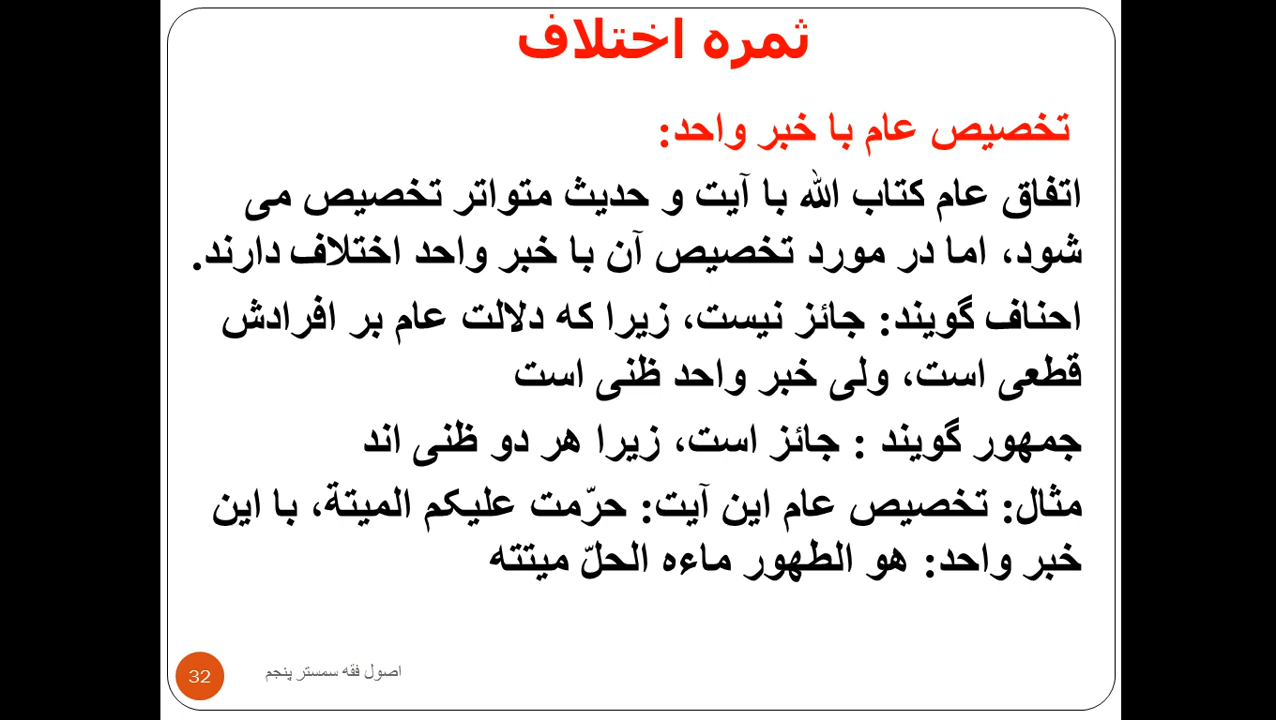 ثمره اختلاف
تخصیص عام با خبر واحد:
اتفاق عام کتاب الله با آیت و حدیث متواتر تخصیص می
شود، اما در مورد تخصیص آن با خبر واحد اختلاف دارند.
احناف گویند: جائز نیست، زیرا که دلالت عام بر افرادش
قطعی است، ولی خبر واحد ظنی است
جمهور گویند : جائز است، زیرا هر دو ظنی اند
مثال: تخصیص عام این آیت: حرّمت علیکم المیتة، با این
خبر واحد: هو الطهور ماءه الحلّ میتته
اصول فقه سمستر پنجم
32